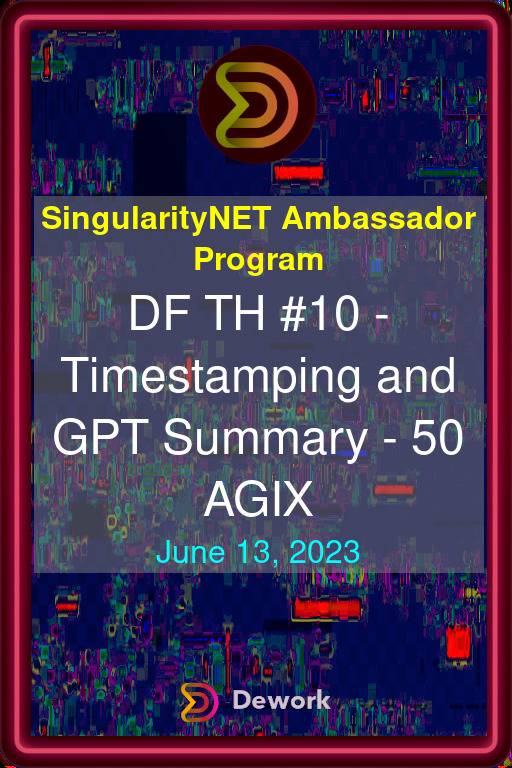 SingularityNET Ambassador
Program
DF TH #10 -
Timestamping and
GPT Summary - 50
AGIX
June 13, 2023
Dework